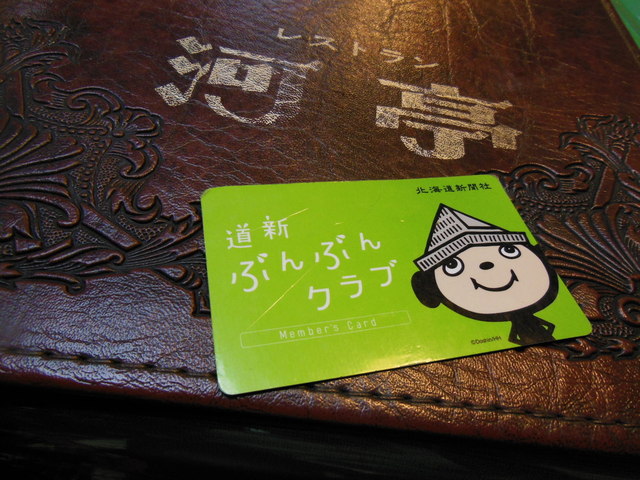 レストラン
河亭
北海道新聞社
道新
ぶんぶん
クラブ
Member's Card